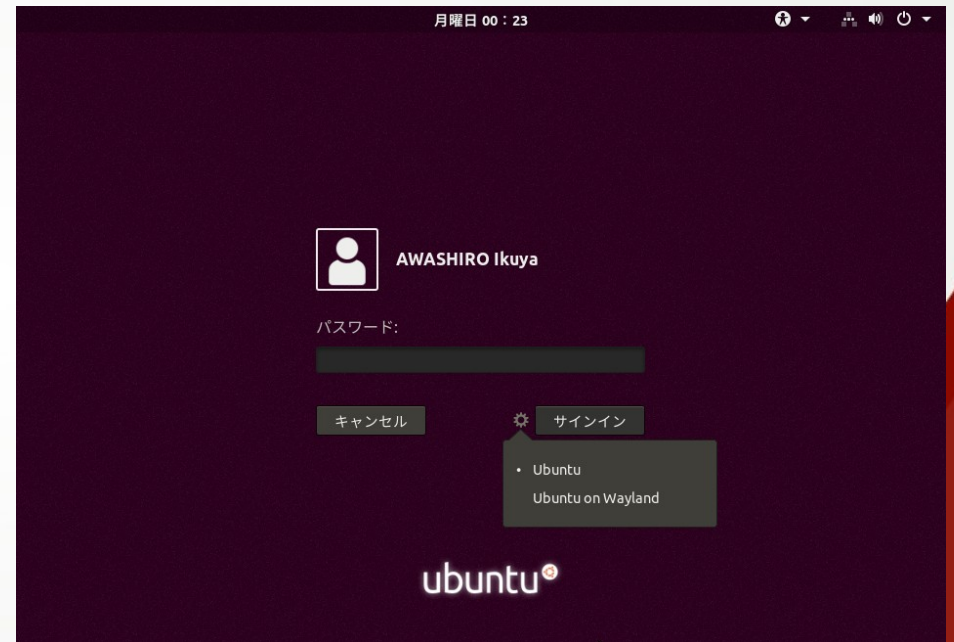 月曜日 00：23
AWASHIRO Ikuya
パスワード:
キャンセル
サインイン
• Ubuntu
Ubuntu on Wayland
ubuntu